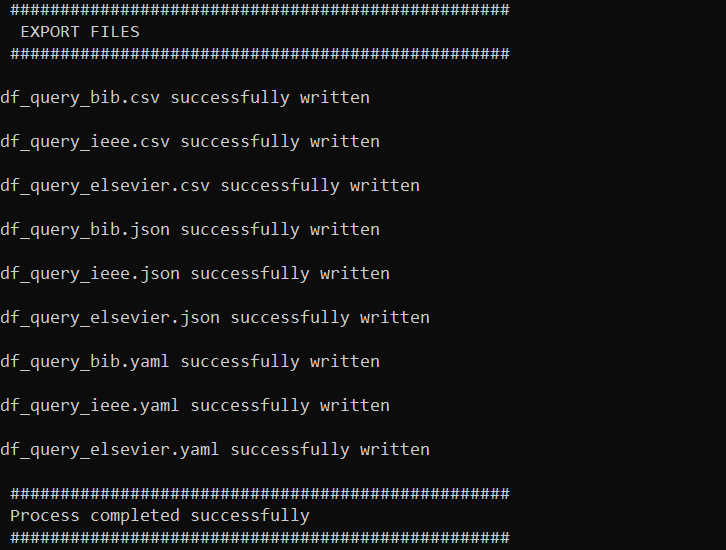 ##################################################
EXPORT FILES
##################################################
df_query_bib.csv successfully written
df_query_ieee.csv successfully written
df_query_elsevier.csv successfully written
df_query_bib.json successfully written
df_query_ieee.json successfully written
df_query_elsevier.json successfully written
df_query_bib.yaml successfully written
df_query_ieee.yaml successfully written
df_query_elsevier.yaml successfully written
##################################################
Process completed successfully
##################################################